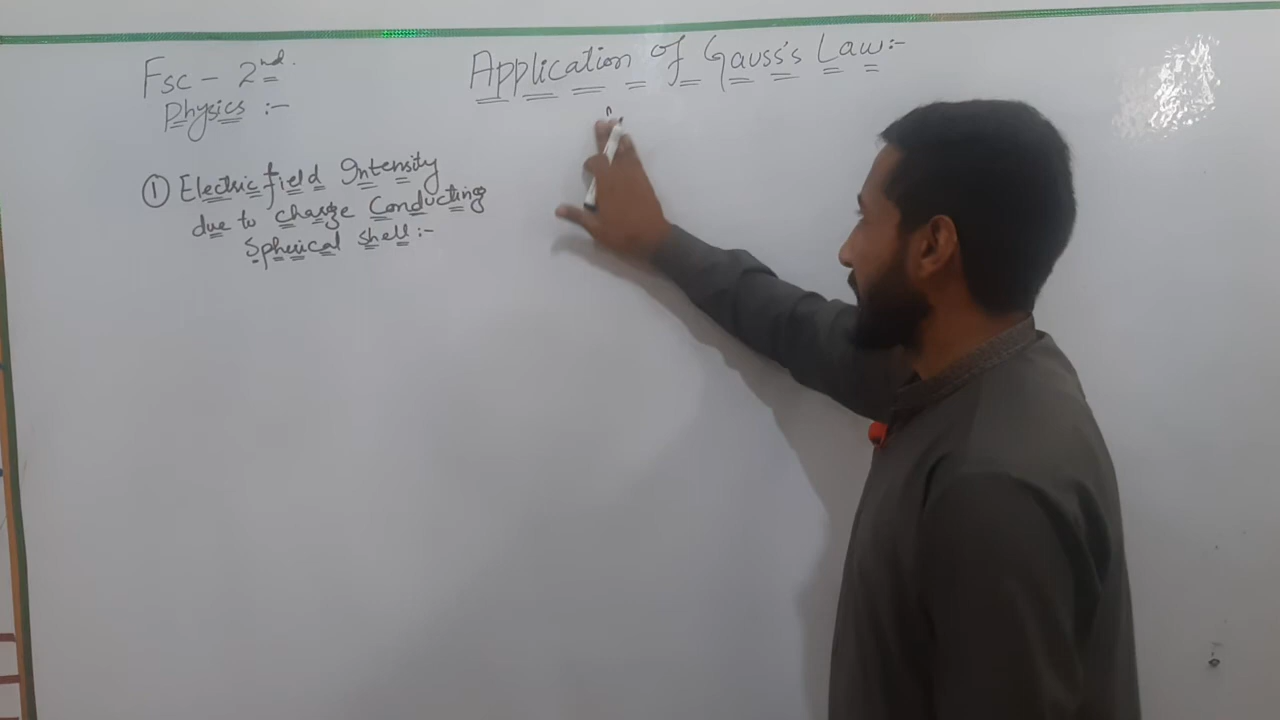 Fsc - 2nd.
Physics :-
Application of Gauss's Law:-
① Electric field Intensity
due to charge Conducting
Spherical shell:-